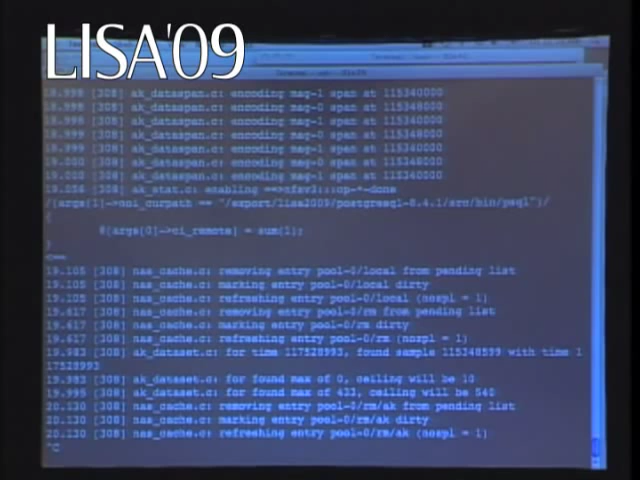 LISA'09
18.998 [308] ak_dataspan.c: encoding mag-1 span at 115340000
18.999 [308] ak_dataspan.c: encoding mag-0 span at 115348000
18.998 [308] ak_dataspan.c: encoding mag-1 span at 115340000
18.999 [308] ak_dataspan.c: encoding mag-0 span at 115348000
18.999 [308] ak_dataspan.c: encoding mag-1 span at 115340000
19.000 [308] ak_dataspan.c: encoding mag-0 span at 115348000
19.000 [308] ak_dataspan.c: encoding mag-1 span at 115340000
19.056 [308] ak_stat.c: enabling ==>nfsv3:::op-*-done
/(args[1]->noi_curpath == "/export/lisa2009/postgresql-8.4.1/src/bin/psql")/
{
@[args[0]->ci_remote] = sum(1);
}
<==
19.105 [308] nas_cache.c: removing entry pool-0/local from pending list
19.105 [308] nas_cache.c: marking entry pool-0/local dirty
19.105 [308] nas_cache.c: refreshing entry pool-0/local (nospl = 1)
19.617 [308] nas_cache.c: removing entry pool-0/rm from pending list
19.617 [308] nas_cache.c: marking entry pool-0/rm dirty
19.617 [308] nas_cache.c: refreshing entry pool-0/rm (nospl = 1)
19.983 [308] ak_dataset.c: for time 117528993, found sample 115348599 with time 1
17528993
19.983 [308] ak_dataset.c: for found max of 0, ceiling will be 10
19.995 [308] ak_dataset.c: for found max of 433, ceiling will be 540
20.130 [308] nas_cache.c: removing entry pool-0/rm/ak from pending list
20.130 [308] nas_cache.c: marking entry pool-0/rm/ak dirty
20.130 [308] nas_cache.c: refreshing entry pool-0/rm/ak (nospl = 1)
^C